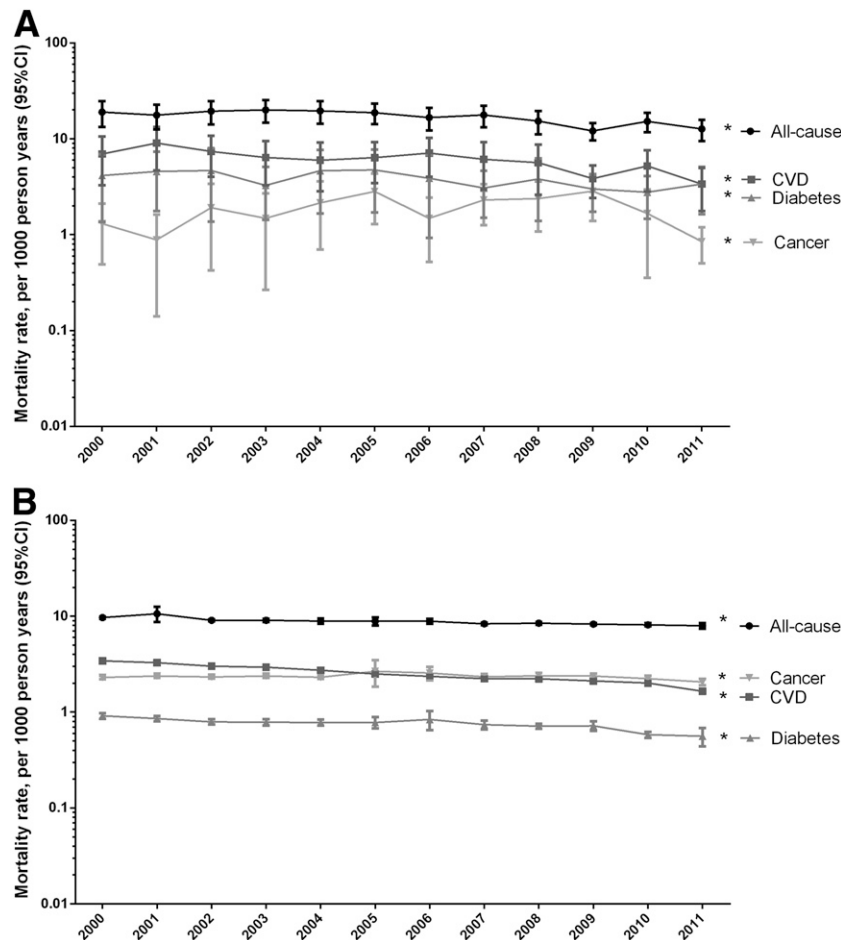 A
Mortality rate, per 1000 person years (95%CI)
100
10
1
0.1
0.01
* All-cause
* CVD
* Diabetes
* Cancer
2000 2001 2002 2003 2004 2005 2006 2007 2008 2009 2010 2011
B
Mortality rate, per 1000 person years (95%CI)
100
10
1
0.1
0.01
* All-cause
* Cancer
* CVD
* Diabetes
2000 2001 2002 2003 2004 2005 2006 2007 2008 2009 2010 2011